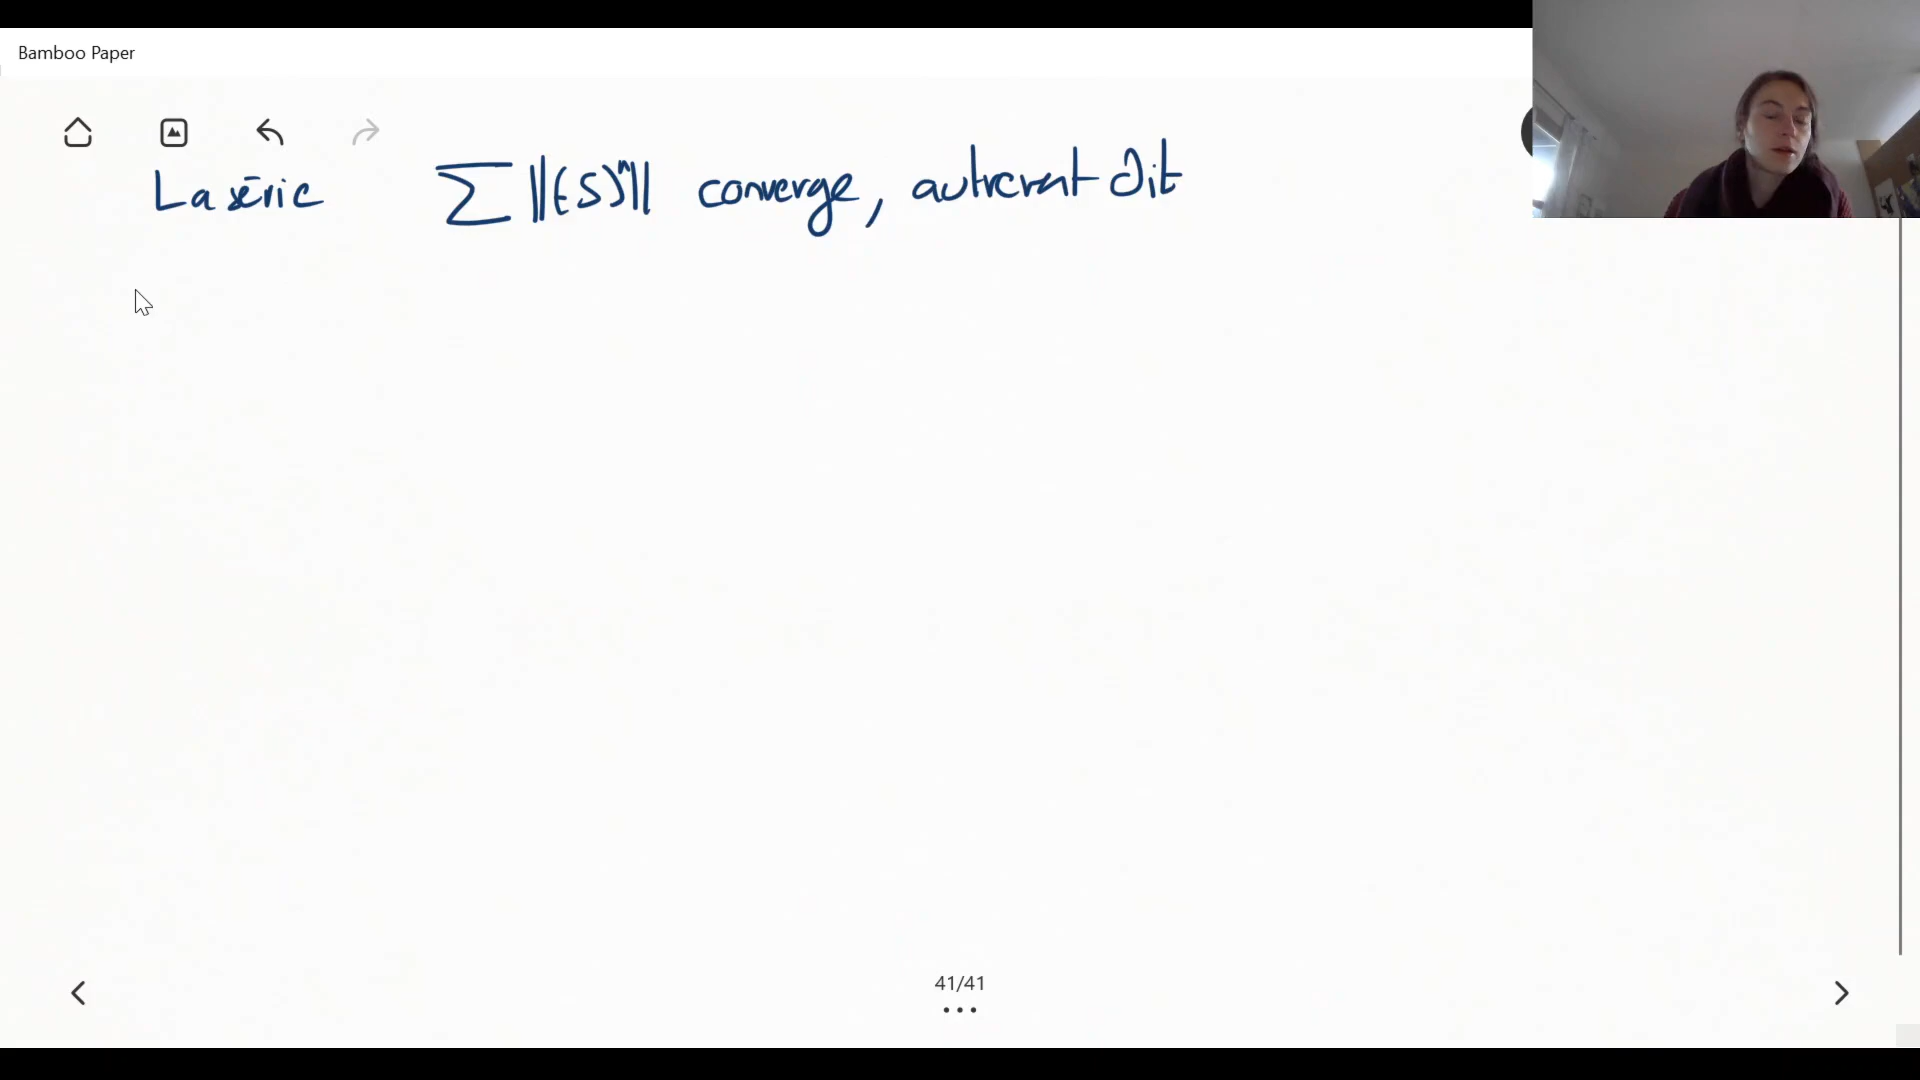 Bamboo Paper
La série ∑ ||(-S)ⁿ|| converge, autrement dit
41/41